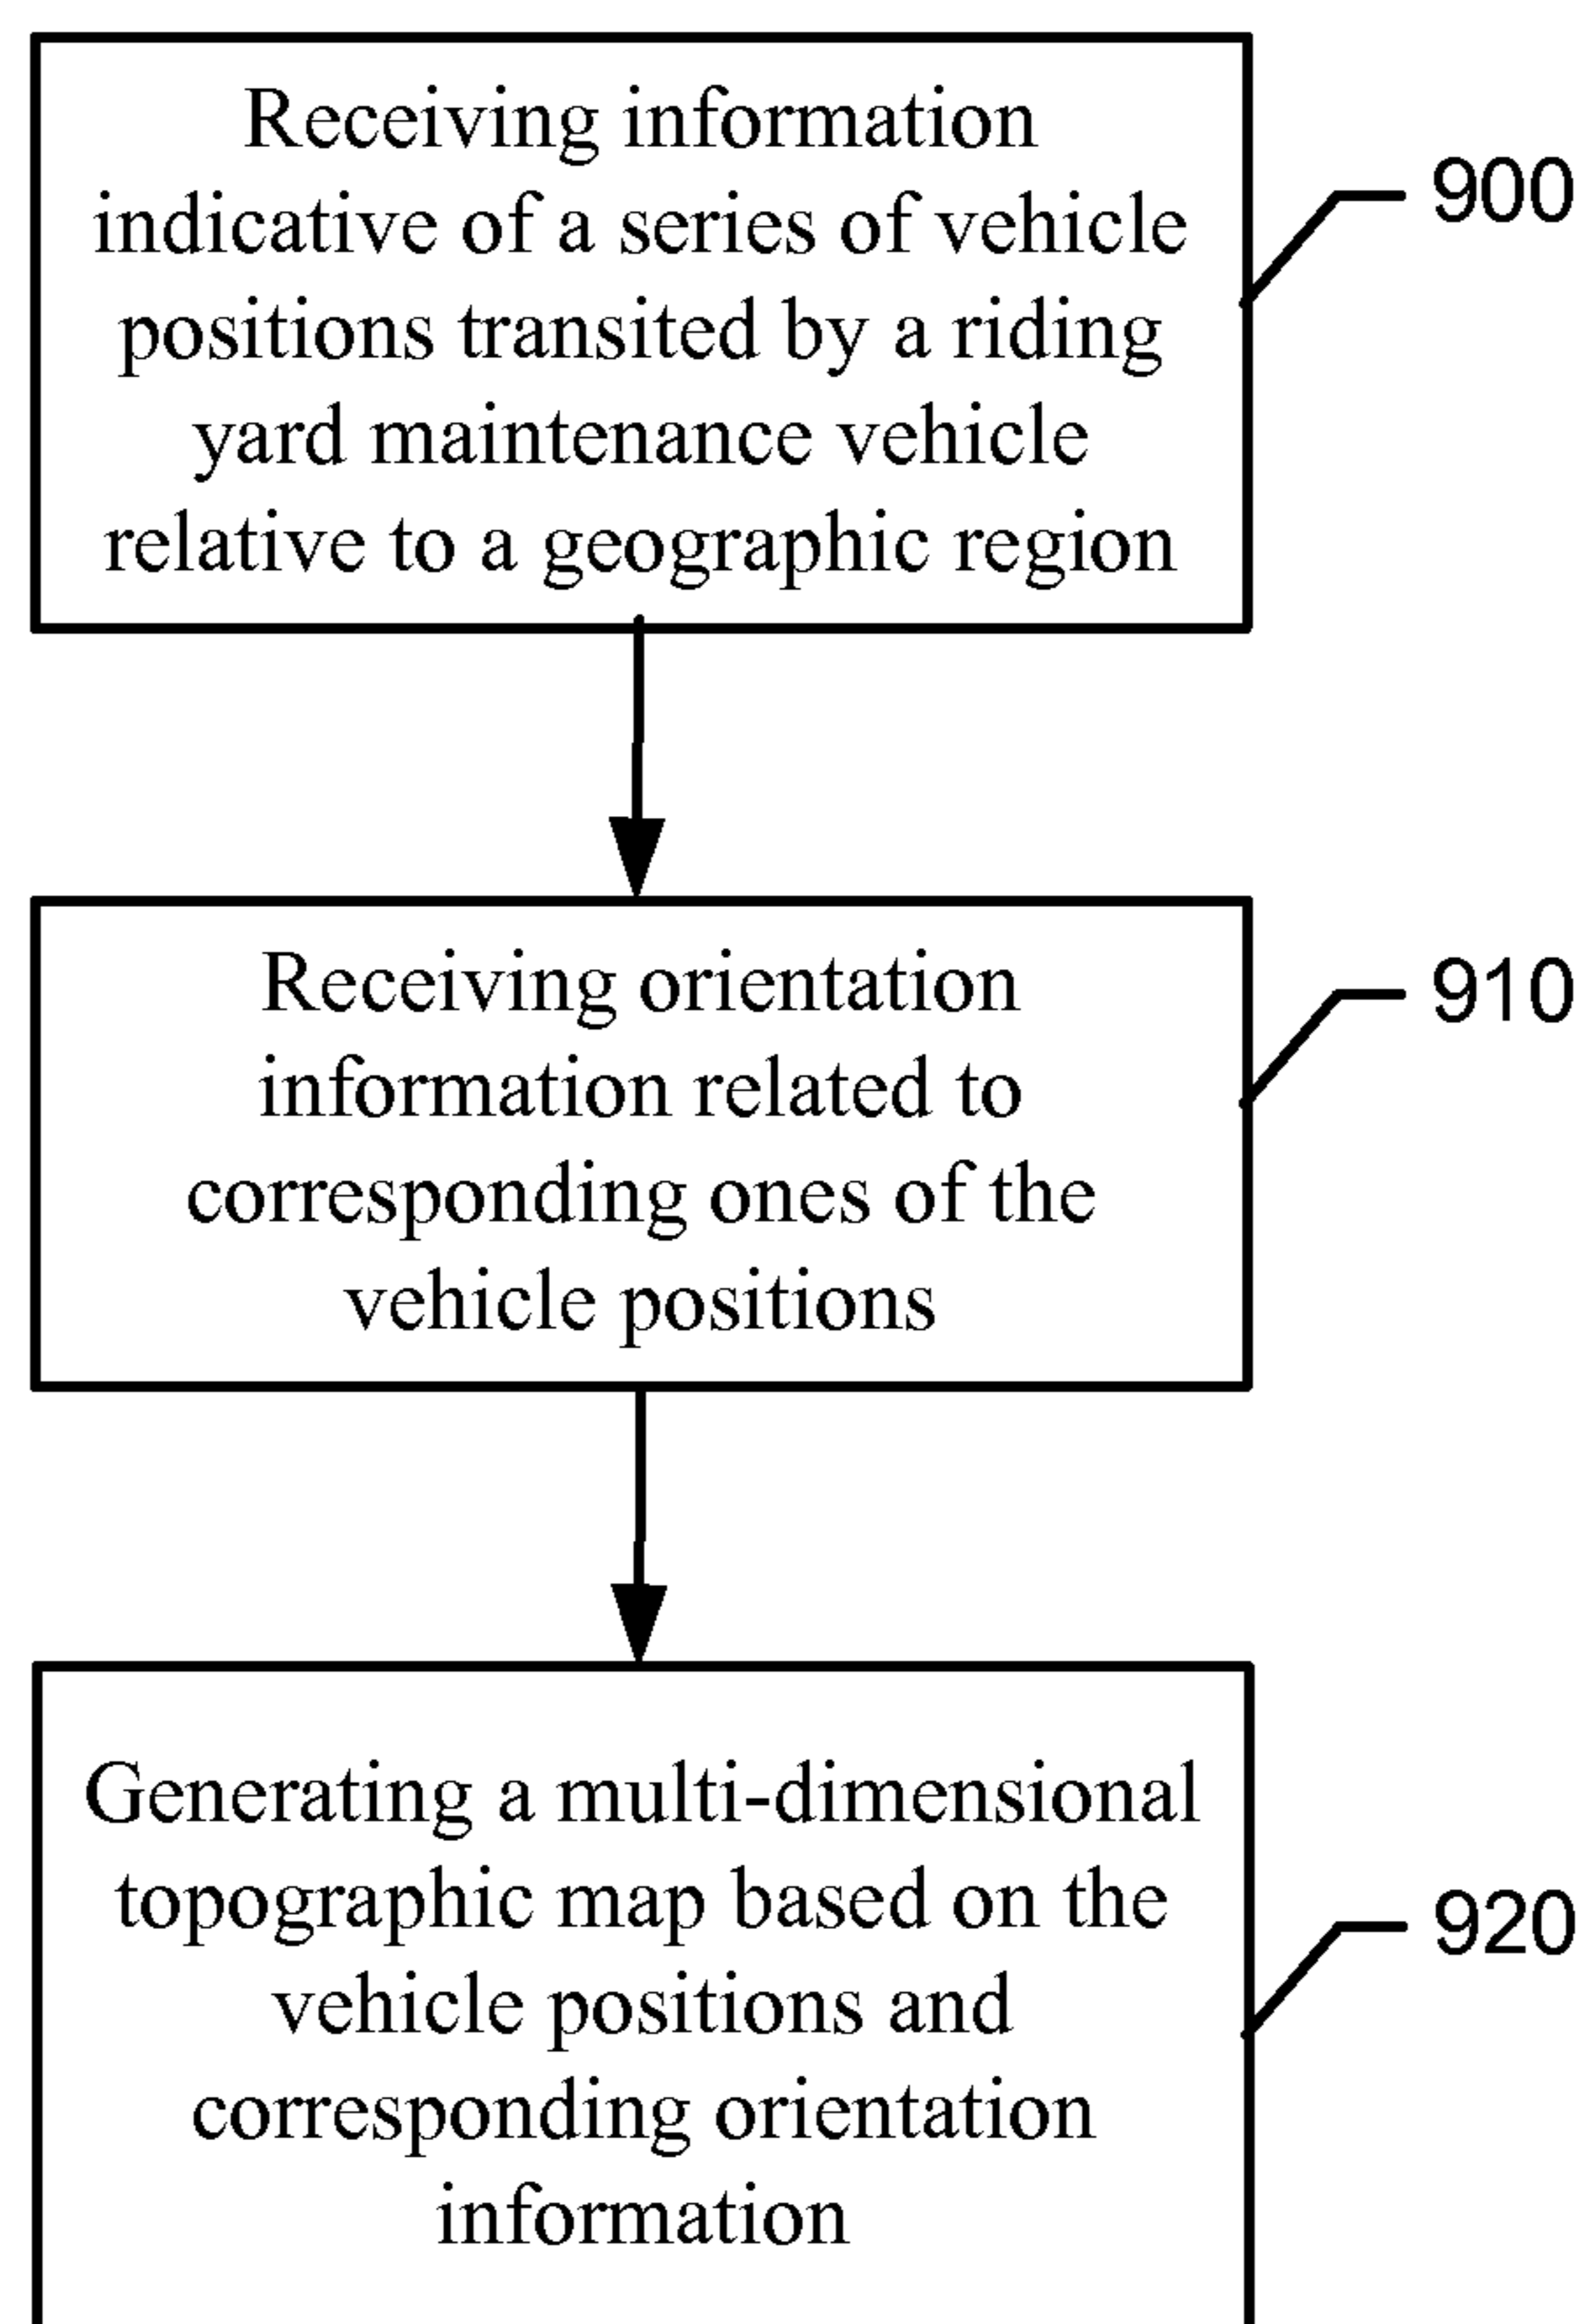 Receiving information
indicative of a series of vehicle
positions transited by a riding
yard maintenance vehicle
relative to a geographic region
900
Receiving orientation
information related to
corresponding ones of the
vehicle positions
910
Generating a multi-dimensional
topographic map based on the
vehicle positions and
corresponding orientation
information
920